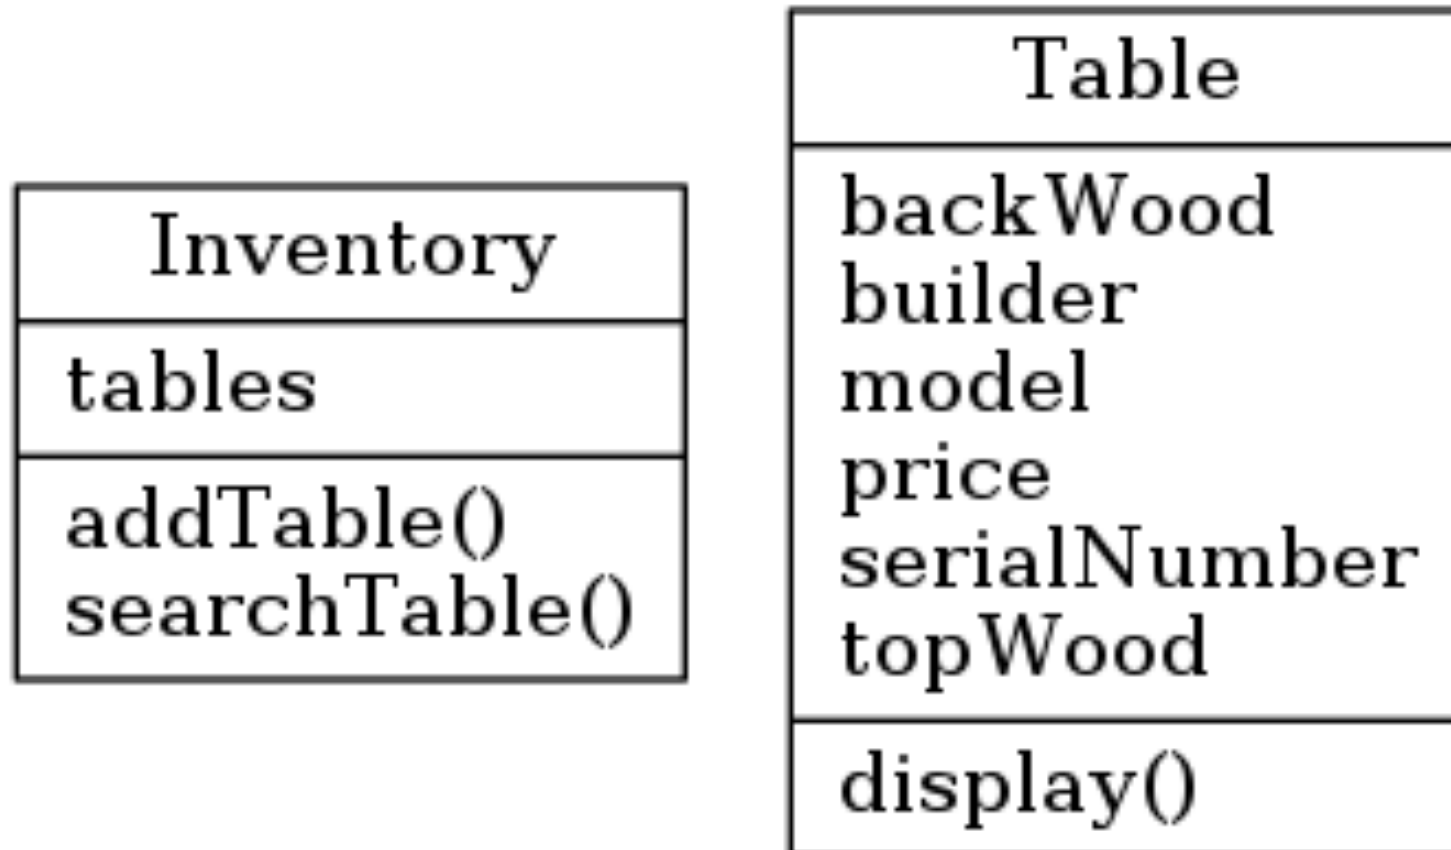 Inventory
tables
addTable()
searchTable()
Table
backWood
builder
model
price
serialNumber
topWood
display()